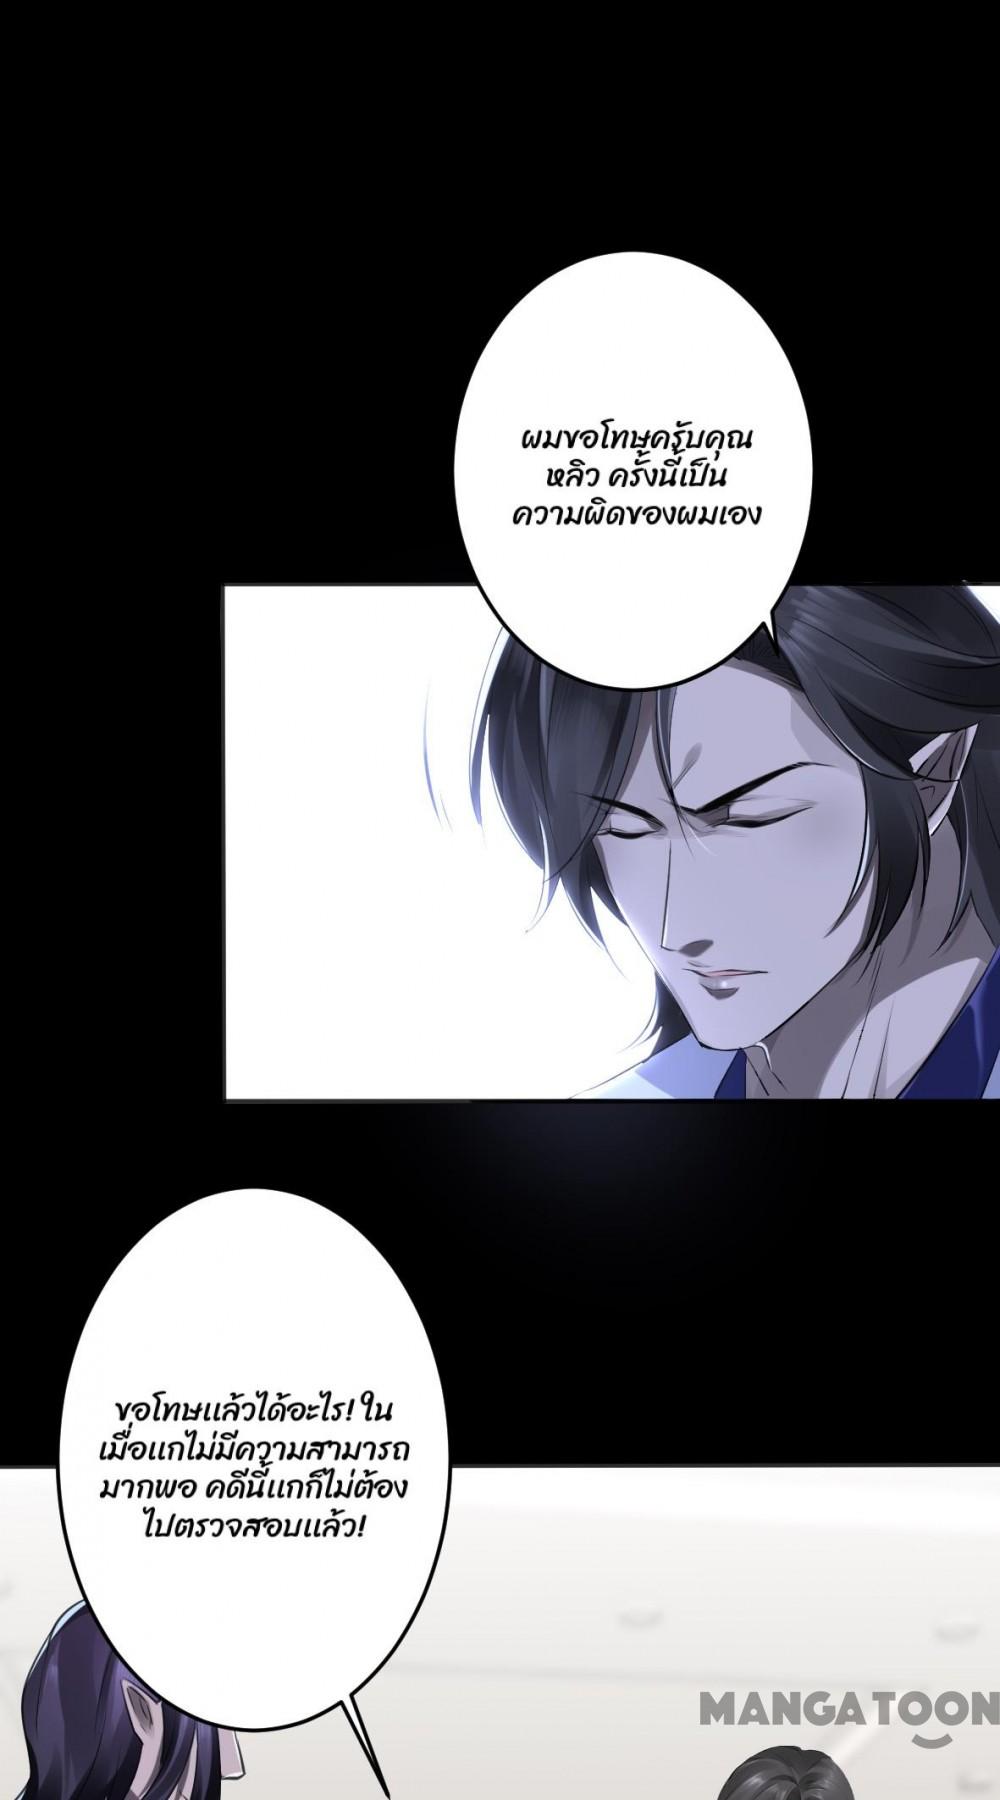 ผมขอโทษครับคุณ
หลิว ครั้งนี้เป็น
ความผิดของผมเอง
ขอโทษแล้วได้อะไร! ใน
เมื่อแกไม่มีความสามารถ
มากพอ คดีนี้แกก็ไม่ต้อง
ไปตรวจสอบแล้ว!
MANGATOON